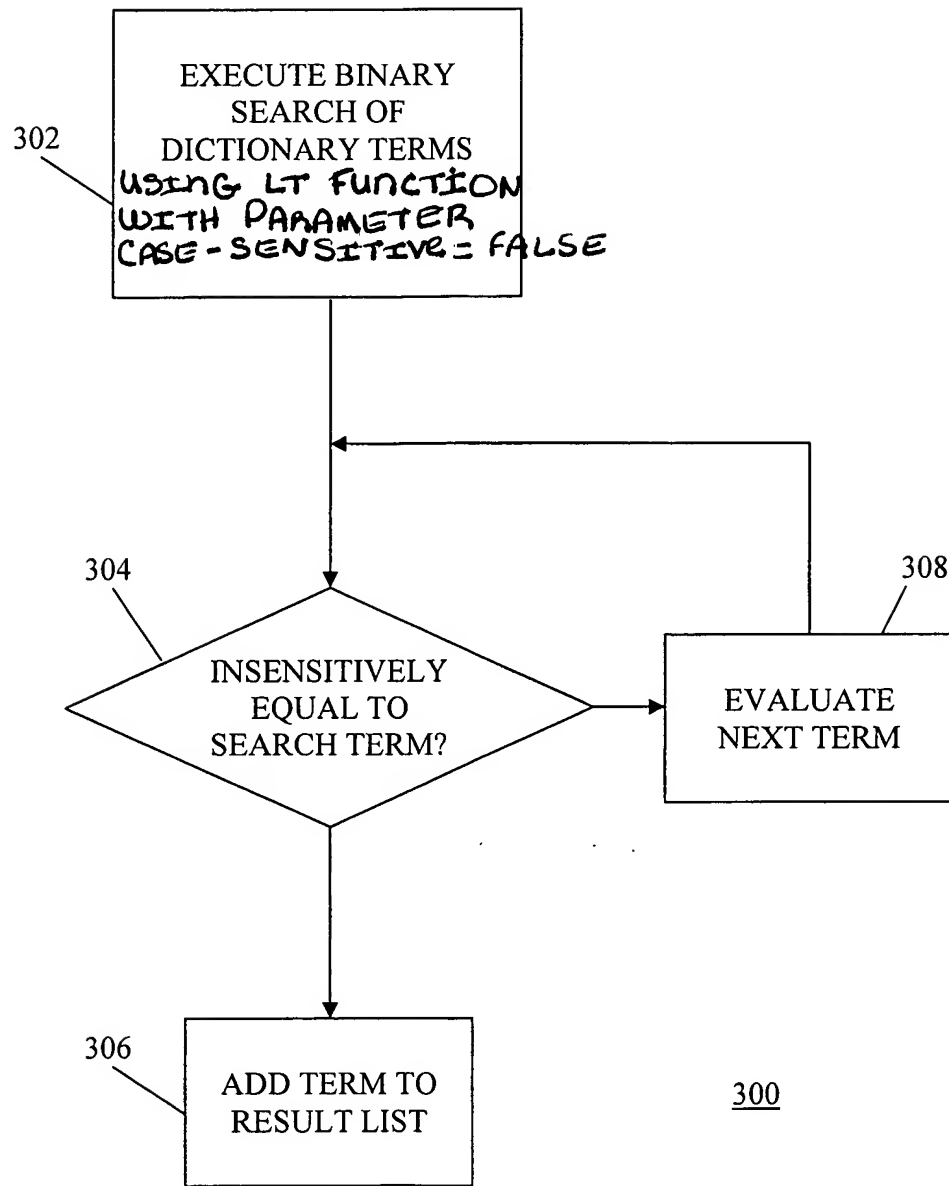 EXECUTE BINARY
SEARCH OF
DICTIONARY TERMS
USING LT FUNCTION
WITH PARAMETER
CASE-SENSITIVE = FALSE
302
304
INSENSITIVELY
EQUAL TO
SEARCH TERM?
308
EVALUATE
NEXT TERM
306
ADD TERM TO
RESULT LIST
300